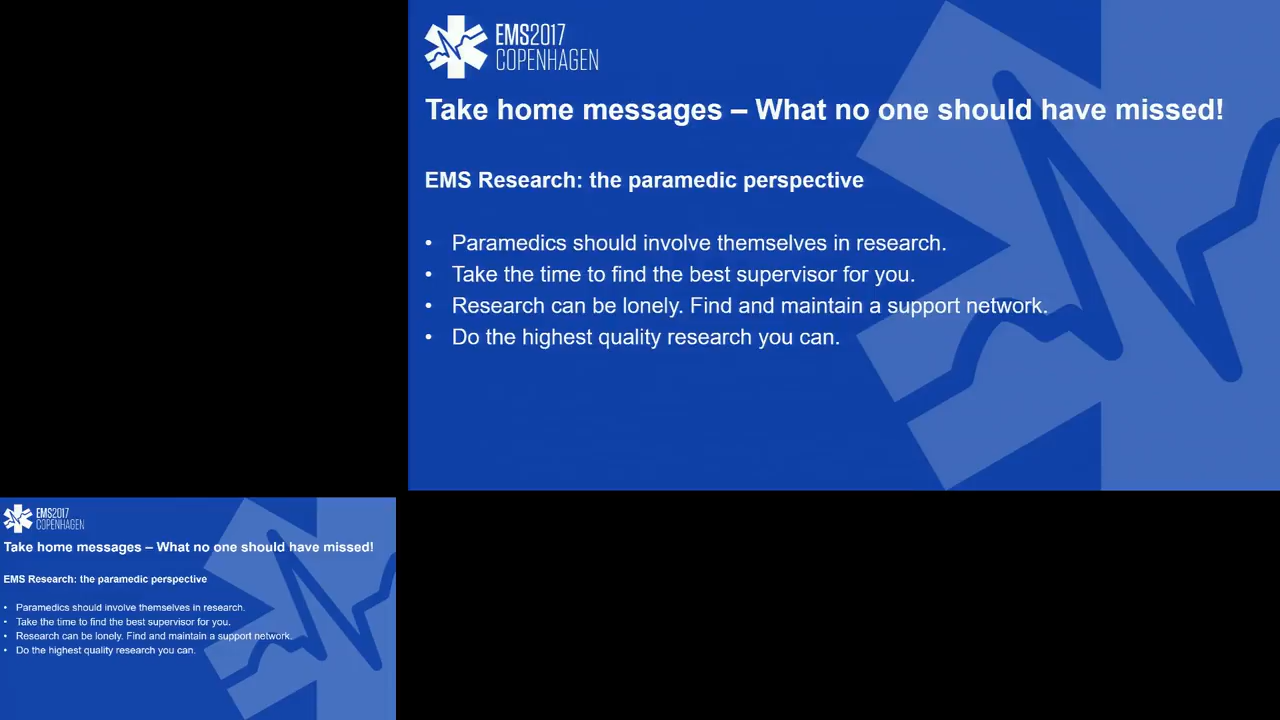 EMS2017
COPENHAGEN
Take home messages – What no one should have missed!
EMS Research: the paramedic perspective
• Paramedics should involve themselves in research.
• Take the time to find the best supervisor for you.
• Research can be lonely. Find and maintain a support network.
• Do the highest quality research you can.
EMS2017
COPENHAGEN
Take home messages – What no one should have missed!
EMS Research: the paramedic perspective
• Paramedics should involve themselves in research.
• Take the time to find the best supervisor for you.
• Research can be lonely. Find and maintain a support network.
• Do the highest quality research you can.